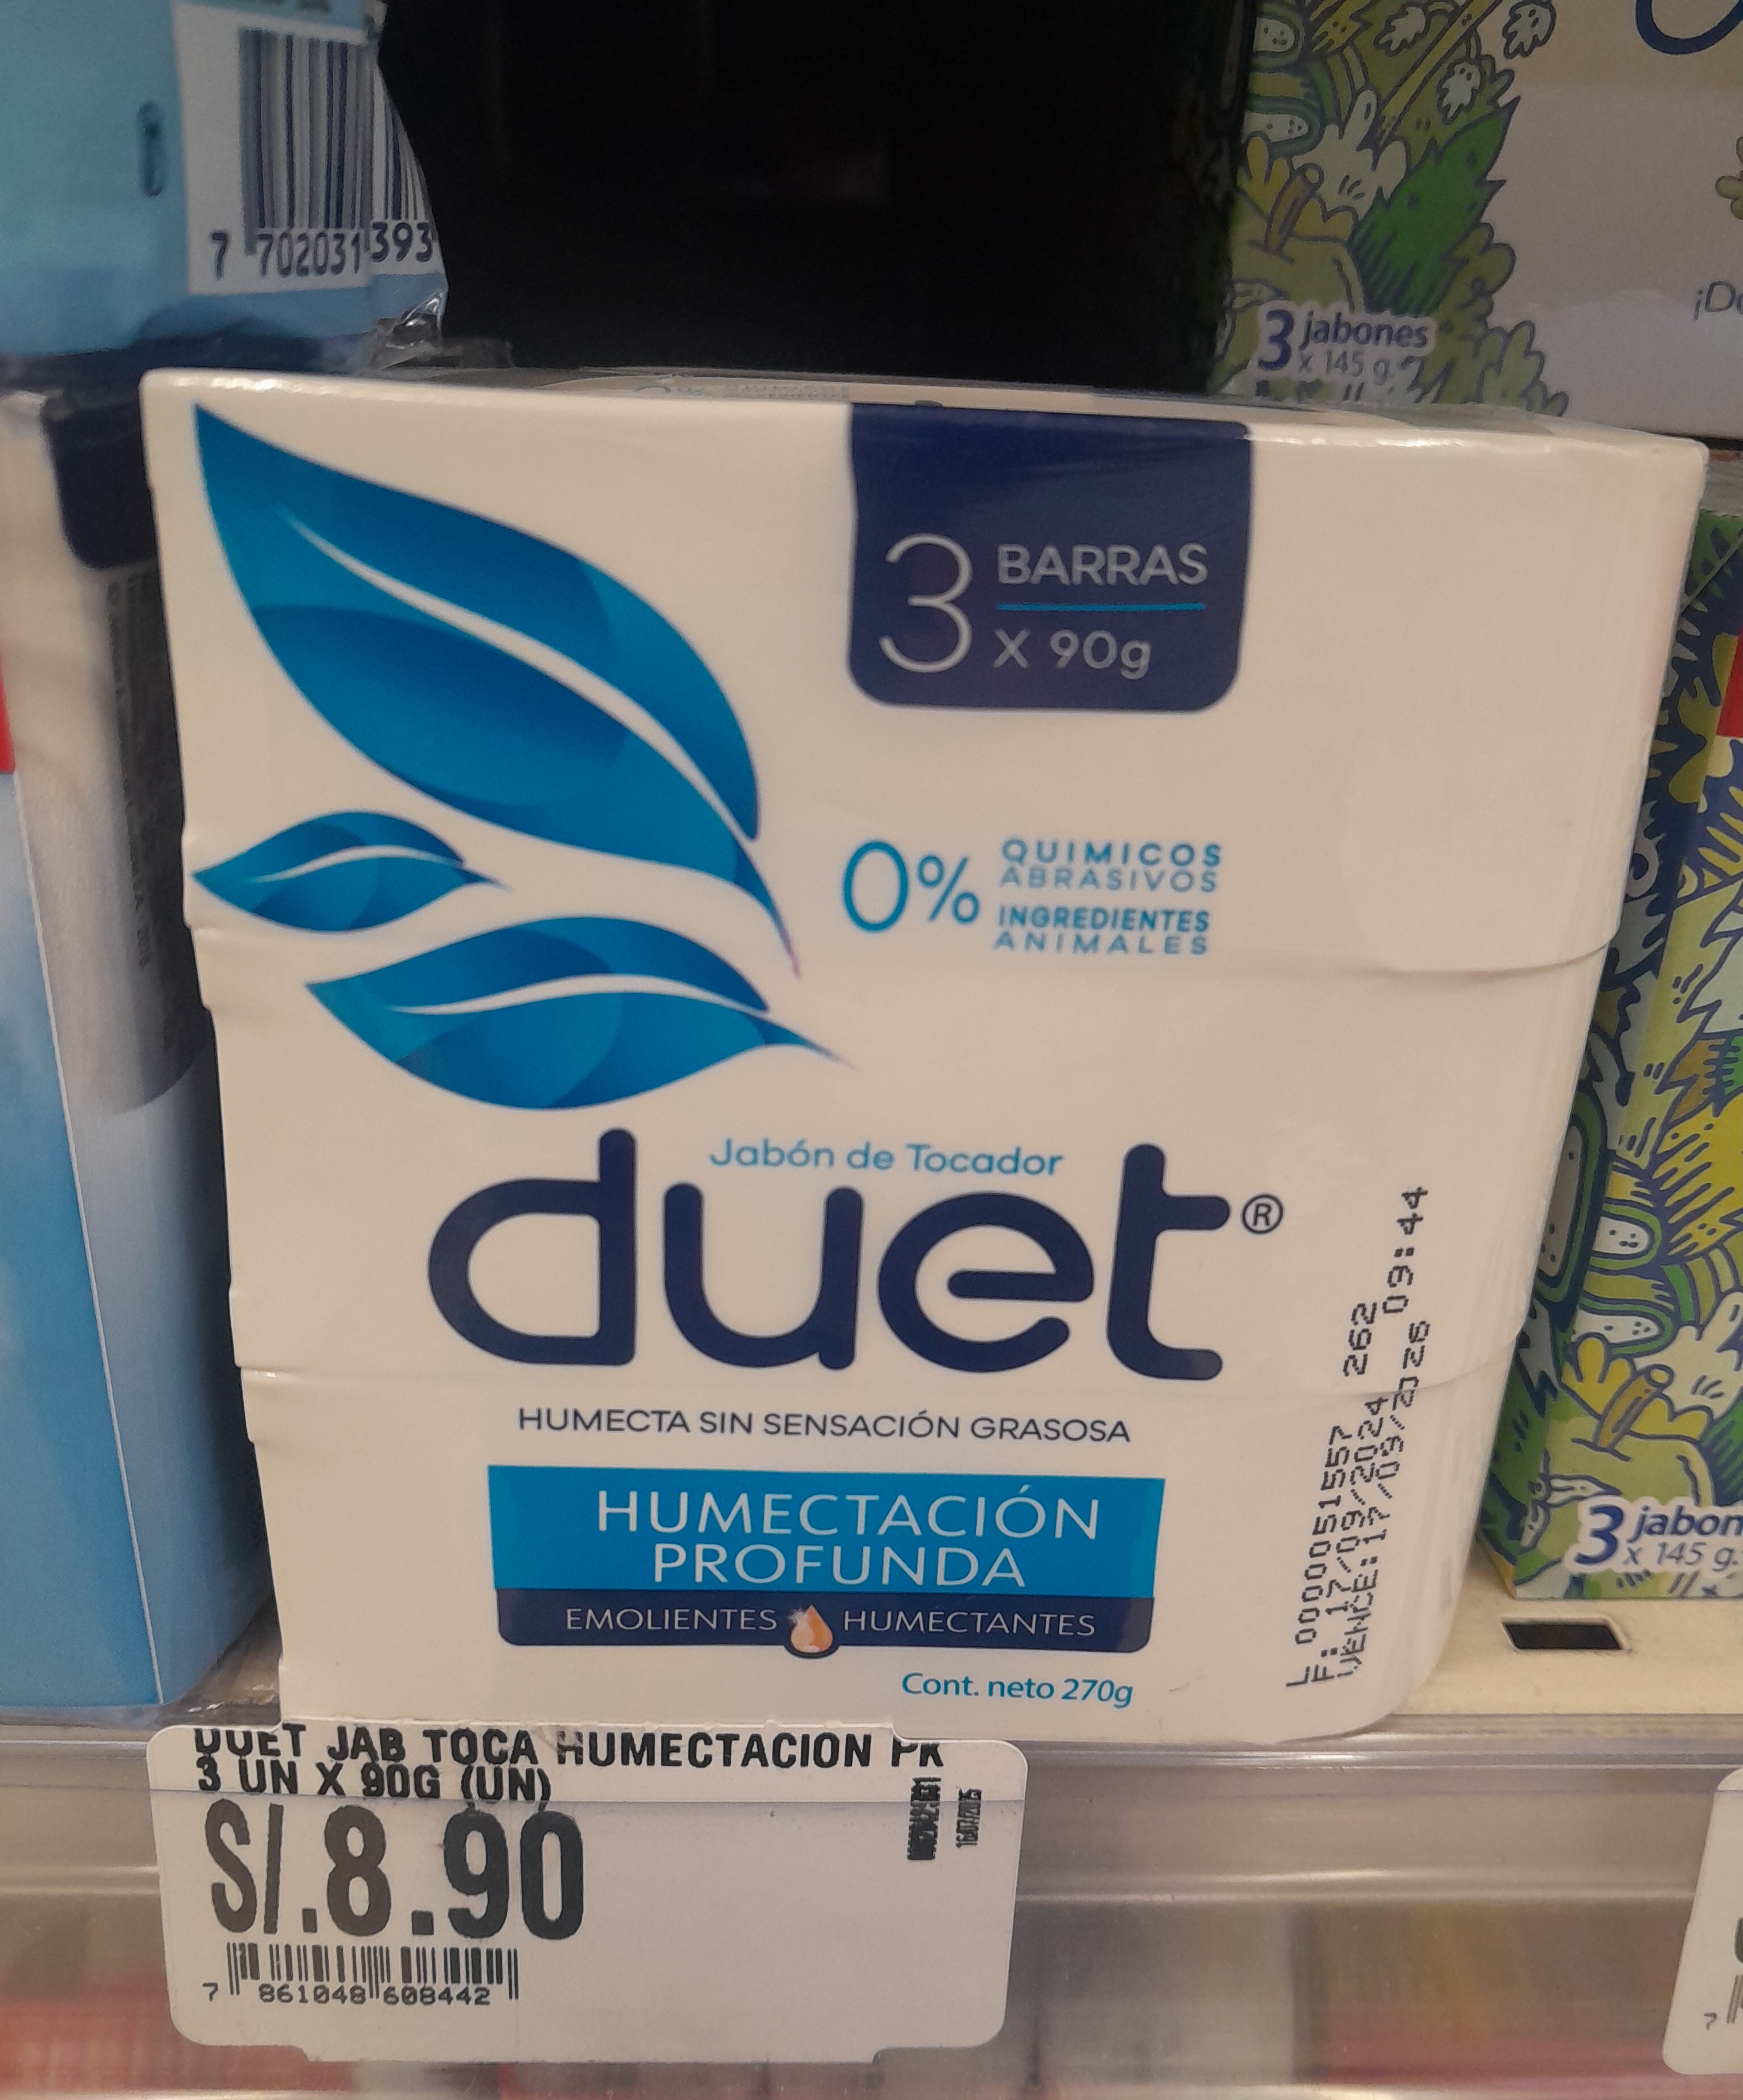 7 702031 393
3 jabones
x 145 g.
3 BARRAS
X 90g
0% QUIMICOS
ABRASIVOS
INGREDIENTES
ANIMALES
Jabón de Tocador
duet®
HUMECTA SIN SENSACIÓN GRASOSA
HUMECTACIÓN
PROFUNDA
EMOLIENTES HUMECTANTES
Cont. neto 270g
L 0000051557 262
F: 17/09/2024
VENCE:17/09/2026 09:44
3 jabon
x 145 g.
DUET JAB TOCA HUMECTACION PK
3 UN X 90G (UN)
S/.8.90
7 861048 608442